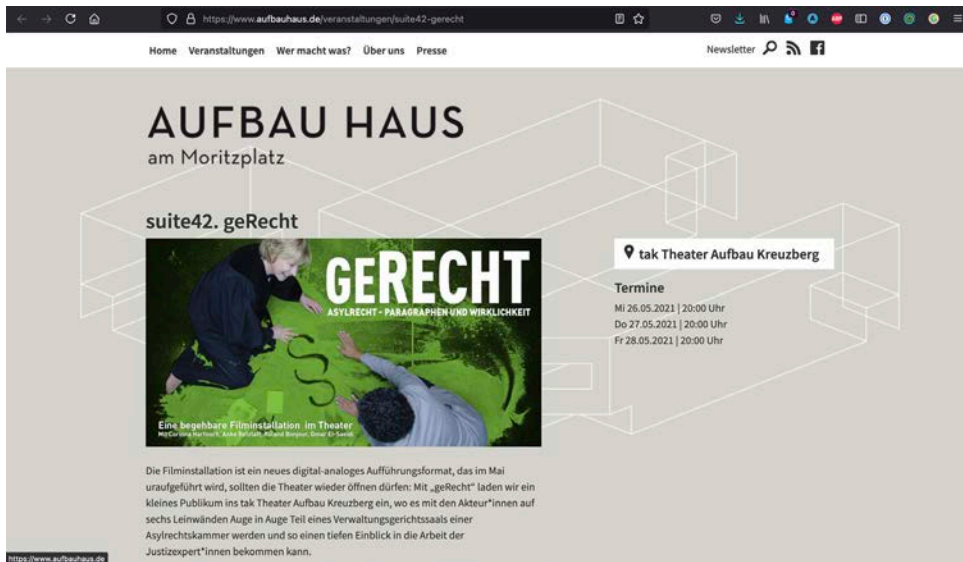 https://www.aufbauhaus.de/veranstaltungen/suite42-gerecht
Home Veranstaltungen Wer macht was? Über uns Presse
Newsletter
AUFBAU HAUS
am Moritzplatz
suite42. geRecht
GERECHT
ASYLRECHT - PARAGRAPHEN UND WIRKLICHKEIT
Eine begehbare Filminstallation im Theater
tak Theater Aufbau Kreuzberg
Termine
Mi 26.05.2021 | 20:00 Uhr
Do 27.05.2021 | 20:00 Uhr
Fr 28.05.2021 | 20:00 Uhr
Die Filminstallation ist ein neues digital-analoges Aufführungsformat, das im Mai
uraufgeführt wird, sollten die Theater wieder öffnen dürfen: Mit „geRecht“ laden wir ein
kleines Publikum ins tak Theater Aufbau Kreuzberg ein, wo es mit den Akteur*innen auf
sechs Leinwänden Auge in Auge Teil eines Verwaltungsgerichtssaals einer
Asylrechtskammer werden und so einen tiefen Einblick in die Arbeit der
Justizexpert*innen bekommen kann.
https://www.aufbauhaus.de